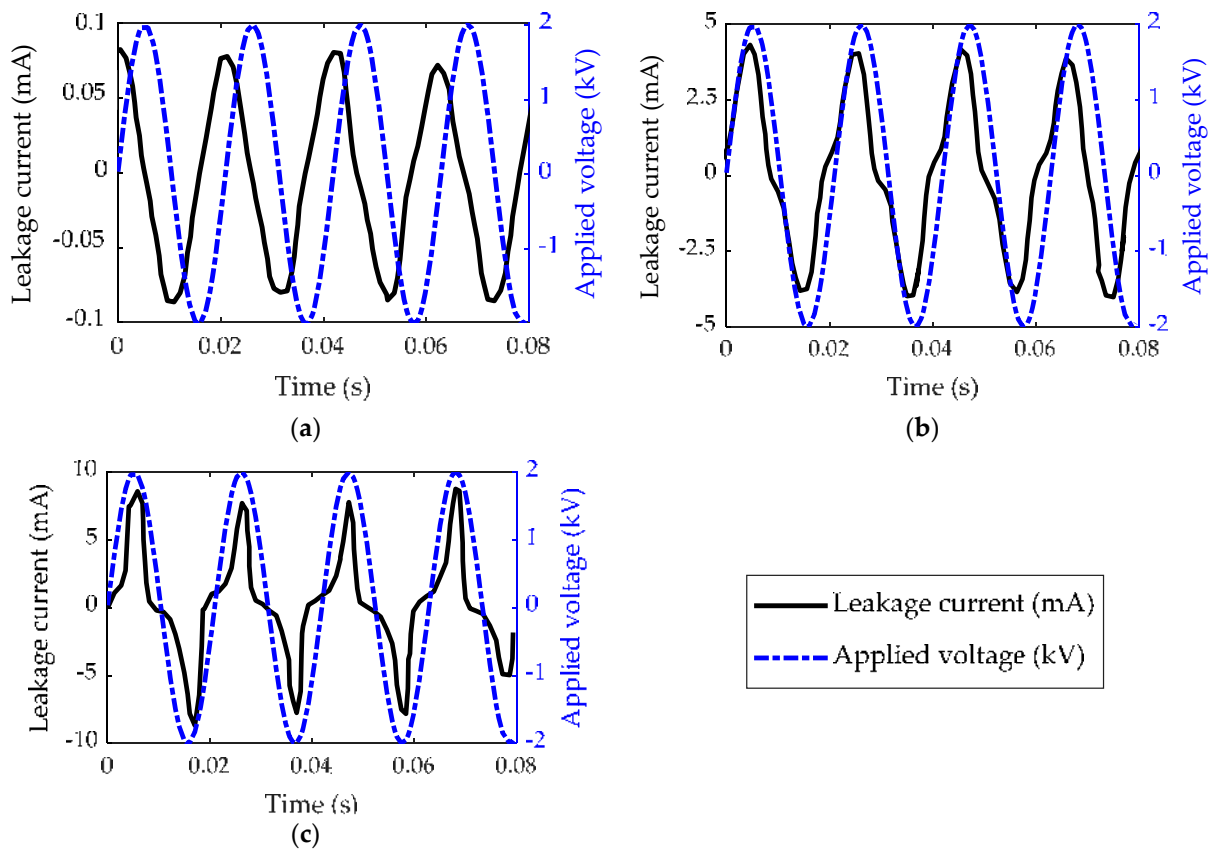 0.1
0.05
0
-0.05
-0.1
Leakage current (mA)
2
1
0
-1
-2
Applied voltage (kV)
0 0.02 0.04 0.06 0.08
Time (s)
(a)
5
2.5
0
-2.5
-5
Leakage current (mA)
2
1
0
-1
-2
Applied voltage (kV)
0 0.02 0.04 0.06 0.08
Time (s)
(b)
10
5
0
-5
-10
Leakage current (mA)
2
1
0
-1
-2
Applied voltage (kV)
0 0.02 0.04 0.06 0.08
Time (s)
(c)
Leakage current (mA)
Applied voltage (kV)